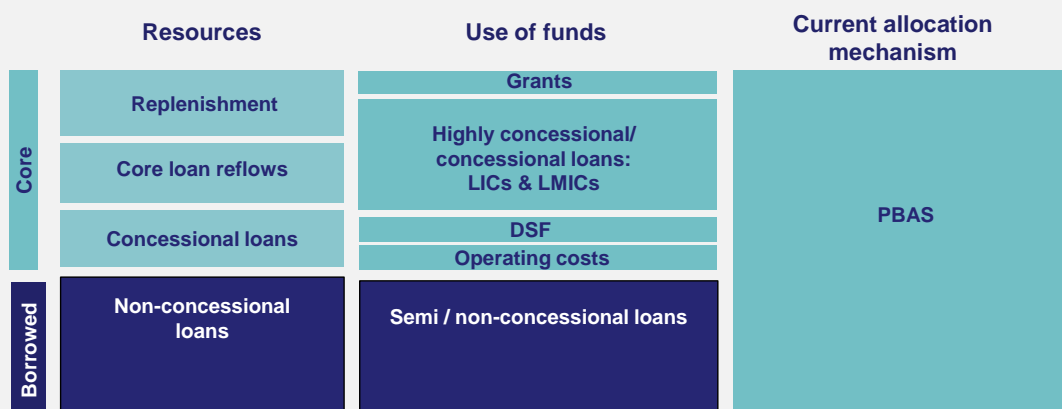 Resources
Use of funds
Current allocation
mechanism
Core
Replenishment
Core loan reflows
Concessional loans
Grants
Highly concessional/
concessional loans:
LICs & LMICs
DSF
Operating costs
PBAS
Borrowed
Non-concessional
loans
Semi / non-concessional loans